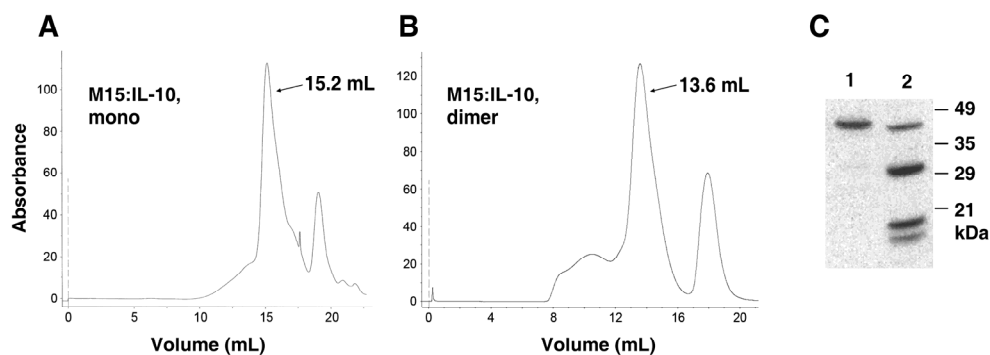 A
M15:IL-10,
mono
15.2 mL
Absorbance
100
80
60
40
20
0
0
5
10
15
20
Volume (mL)
B
M15:IL-10,
dimer
13.6 mL
120
100
80
60
40
20
0
0
4
8
12
16
20
Volume (mL)
C
1 2
49
35
29
21
kDa